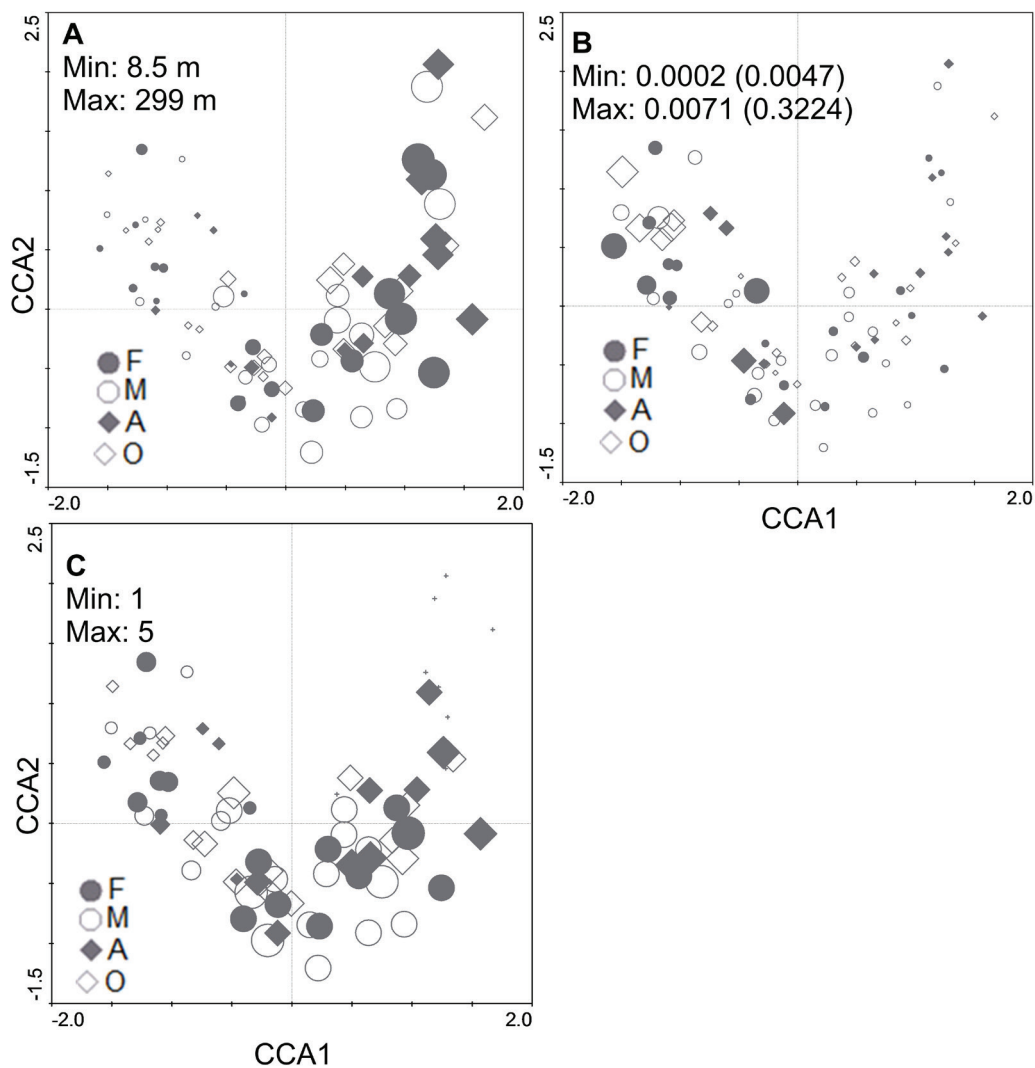 2.5
A
Min: 8.5 m
Max: 299 m
CCA2
F
M
A
O
-1.5
-2.0
2.0
2.5
B
Min: 0.0002 (0.0047)
Max: 0.0071 (0.3224)
F
M
A
O
-1.5
-2.0
2.0
CCA1
2.5
C
Min: 1
Max: 5
CCA2
F
M
A
O
-1.5
-2.0
2.0
CCA1